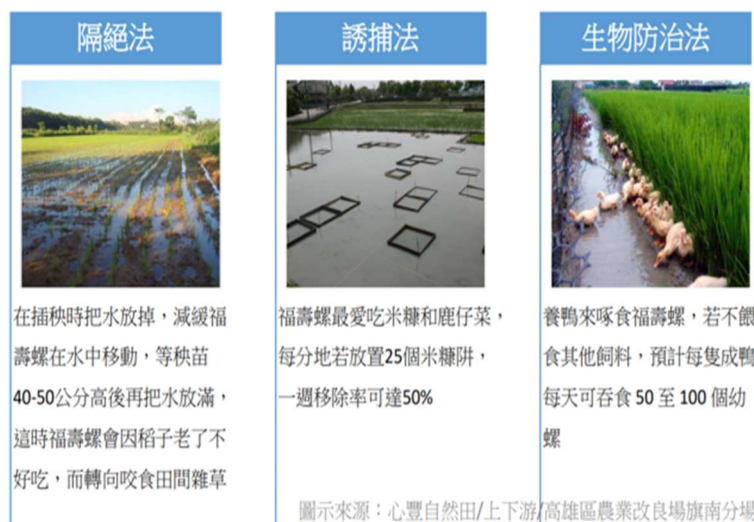 隔絕法
在插秧時把水放掉，減緩福
壽螺在水中移動，等秧苗
40-50公分高後再把水放滿，
這時福壽螺會因稻子老了不
好吃，而轉向咬食田間雜草
誘捕法
福壽螺最愛吃米糠和鹿仔菜，
每分地若放置25個米糠阱，
一週移除率可達50%
生物防治法
養鴨來啄食福壽螺，若不餵
食其他飼料，預計每隻成鴨
每天可吞食 50 至 100 個幼
螺
圖示來源：心豐自然田/上下游/高雄區農業改良場旗南分場